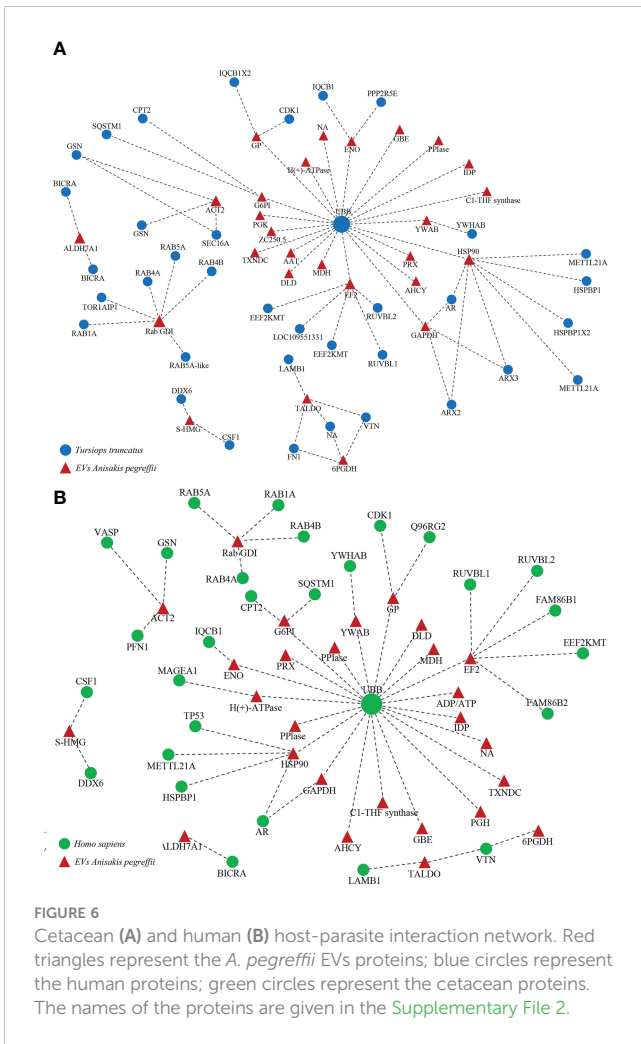 A
IQCB1X2
IQCB1
PPP2R5E
CPT2
CDK1
SQSTM1
NA
GP
ENO
GBE
PPIase
GSN
H(+)-ATPase
IDP
BICRA
G6PI
C1-THF synthase
ACT2
UBB
PGK
YWAB
YWHAB
GSN
SEC16A
ZC250.5
ALDH7A1
RAB5A
TXNDC
AAT
PRX
HSP90
METTL21A
BICRA
RAB4A
RAB4B
DLD
MDH
AHCY
HSPBP1
TOR1AIP1
EF2
AR
RAB1A
Rab GDI
EEF2KMT
RUVBL2
GAPDH
HSPBP1X2
LOC109551331
RAB5A-like
EEF2KMT
RUVBL1
ARX3
METTL21A
LAMB1
ARX2
DDX6
TALDO
S-HMG
VTN
NA
CSF1
FN1
6PGDH
Tursiops truncatus
EVs Anisakis pegreffii
B
RAB5A
RAB1A
CDK1
Q96RG2
VASP
RAB4B
GSN
Rab GDI
YWHAB
RUVBL1
RUVBL2
RAB4A
CPT2
SQSTM1
GP
FAM86B1
ACT2
G6PI
YWAB
DLD
PFN1
IQCB1
PPIase
MDH
EF2
EEF2KMT
ENO
PRX
CSF1
MAGEA1
UBB
ADP/ATP
FAM86B2
H(+)-ATPase
IDP
S-HMG
TP53
PPIase
NA
METTL21A
HSP90
DDX6
HSPBP1
GAPDH
TXNDC
C1-THF synthase
PGH
AR
6PGDH
Homo sapiens
ALDH7A1
AHCY
GBE
VTN
EVs Anisakis pegreffii
BICRA
LAMB1
TALDO
FIGURE 6
Cetacean (A) and human (B) host-parasite interaction network. Red
triangles represent the A. pegreffii EVs proteins; blue circles represent
the human proteins; green circles represent the cetacean proteins.
The names of the proteins are given in the Supplementary File 2.